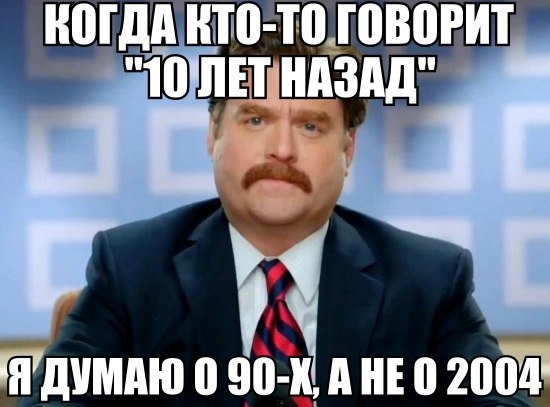 КОГДА КТО-ТО ГОВОРИТ
"10 ЛЕТ НАЗАД"
Я ДУМАЮ О 90-Х, А НЕ О 2004